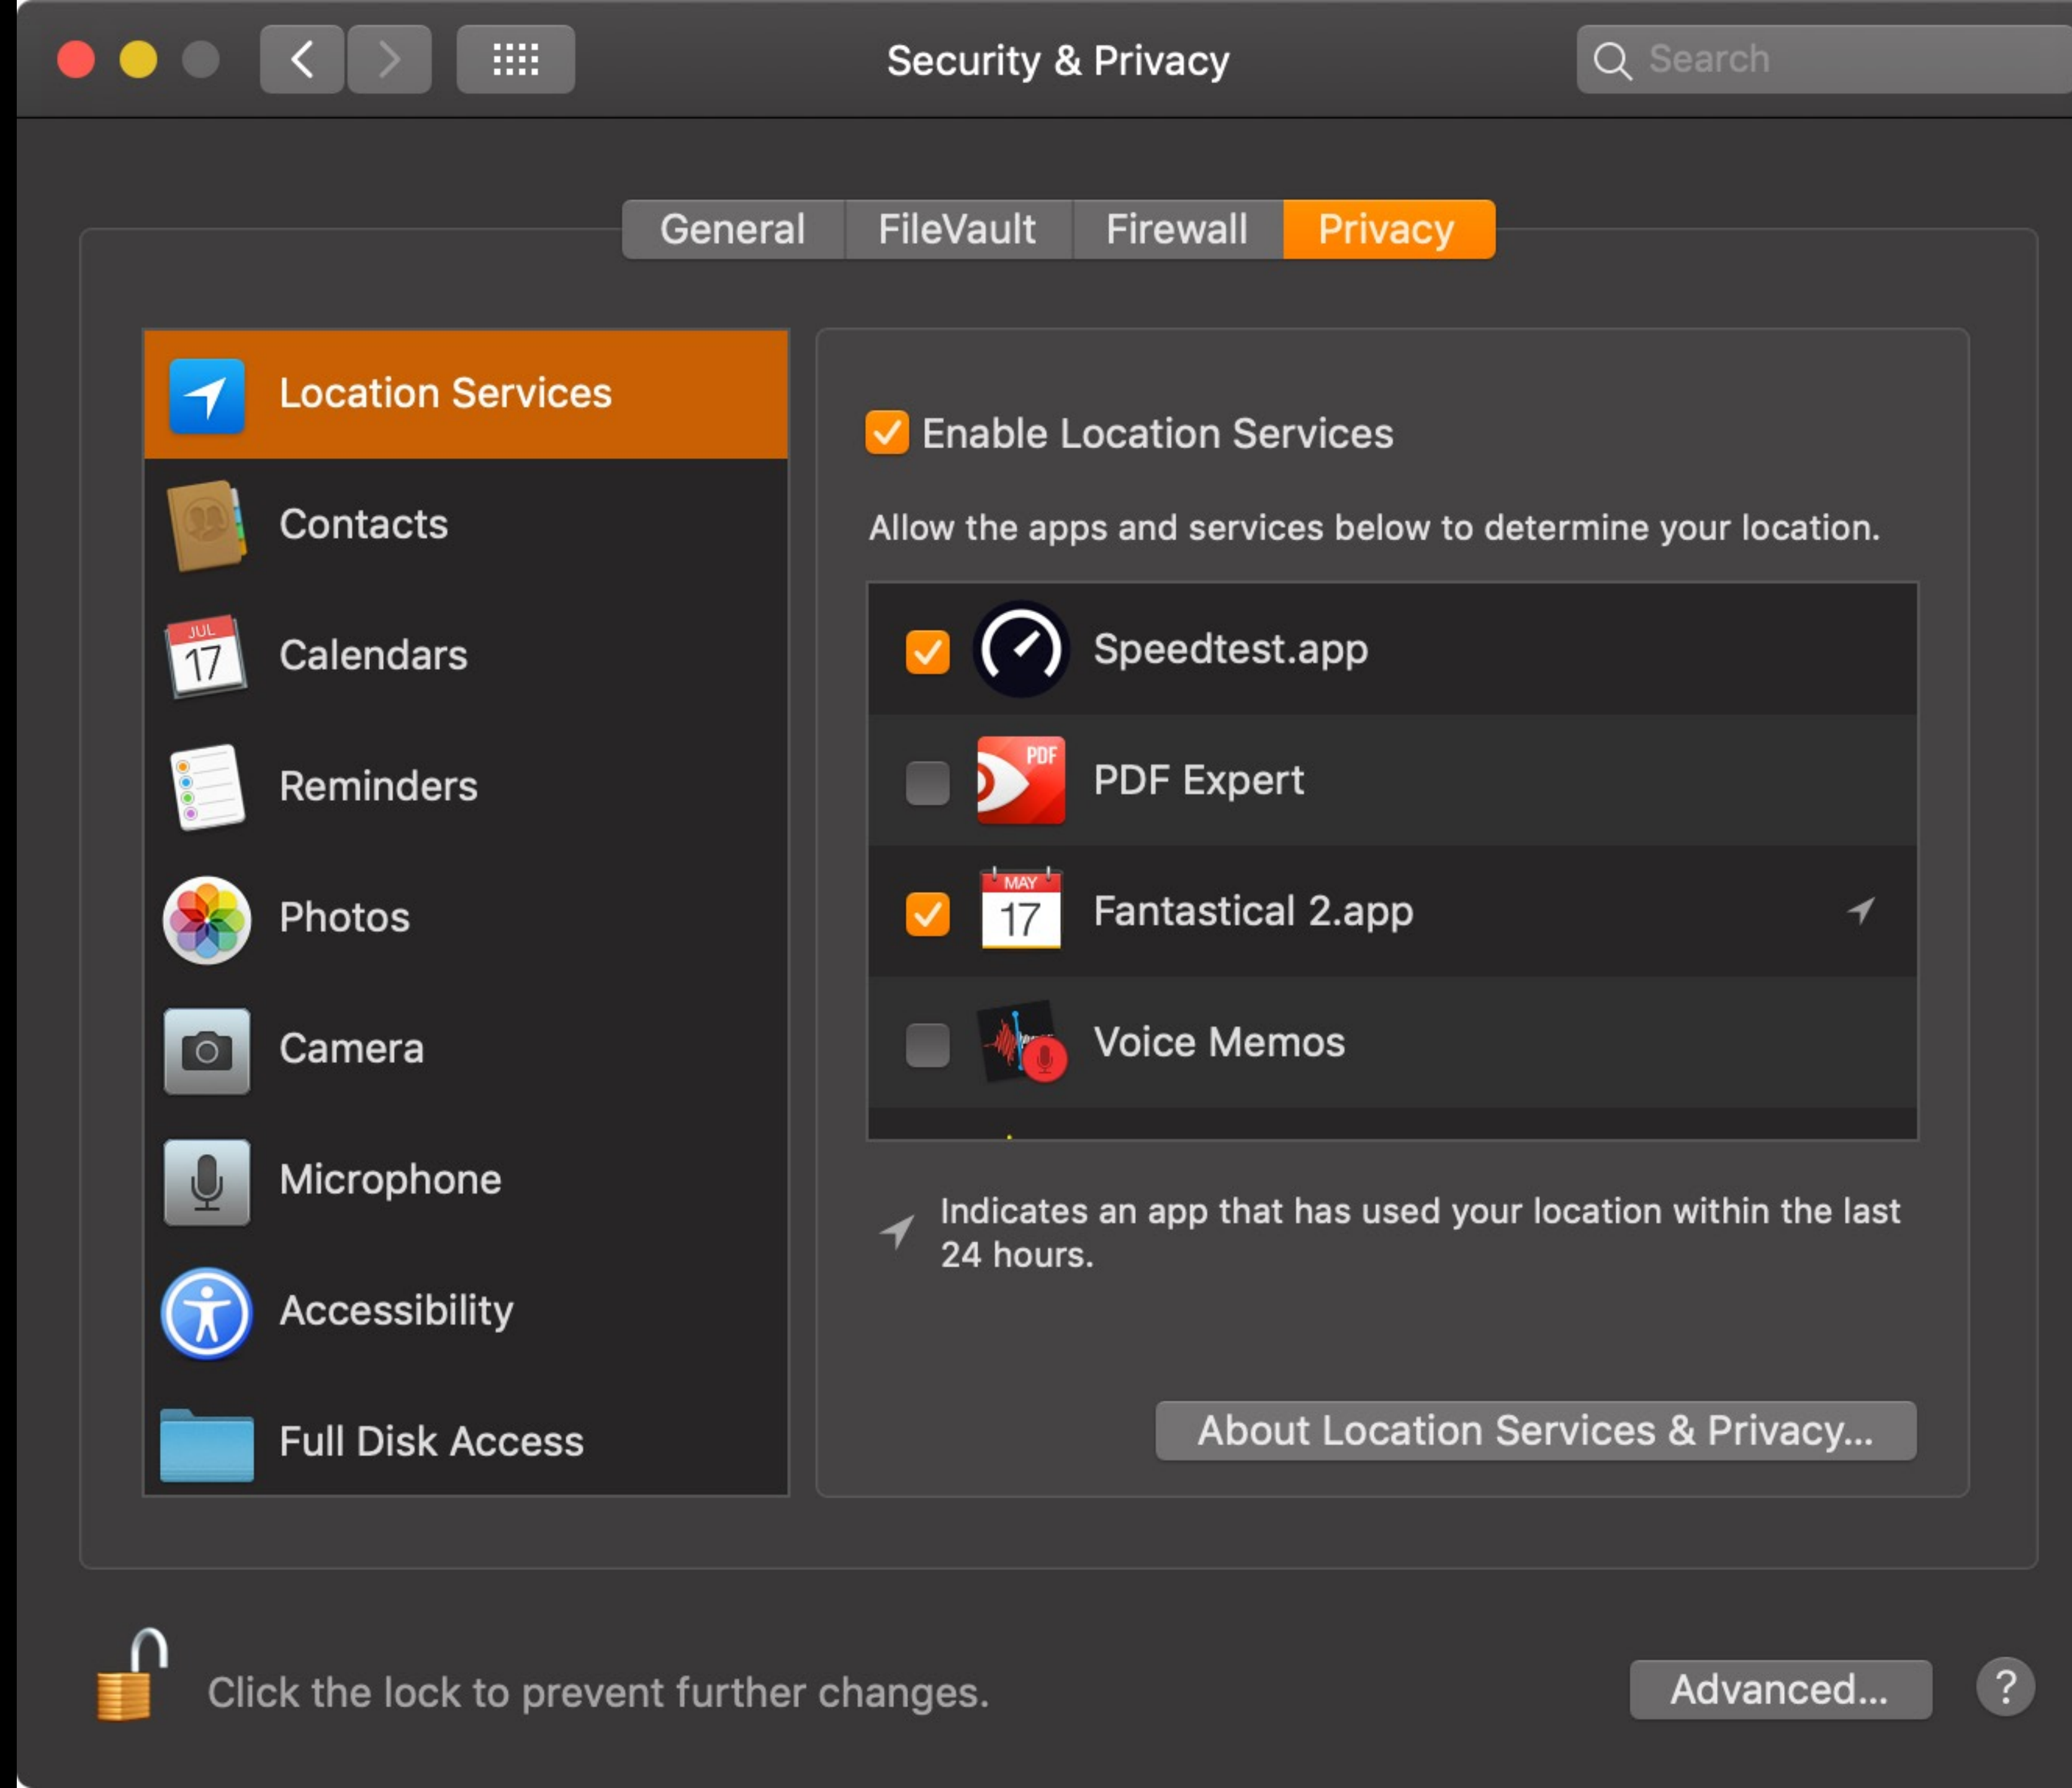 Security & Privacy
Search
General
FileVault
Firewall
Privacy
Location Services
Contacts
JUL
17
Calendars
Reminders
Photos
Camera
Microphone
Accessibility
Full Disk Access
Enable Location Services
Allow the apps and services below to determine your location.
Speedtest.app
PDF
PDF Expert
MAY
17
Fantastical 2.app
Voice Memos
Indicates an app that has used your location within the last
24 hours.
About Location Services & Privacy...
Click the lock to prevent further changes.
Advanced...
?